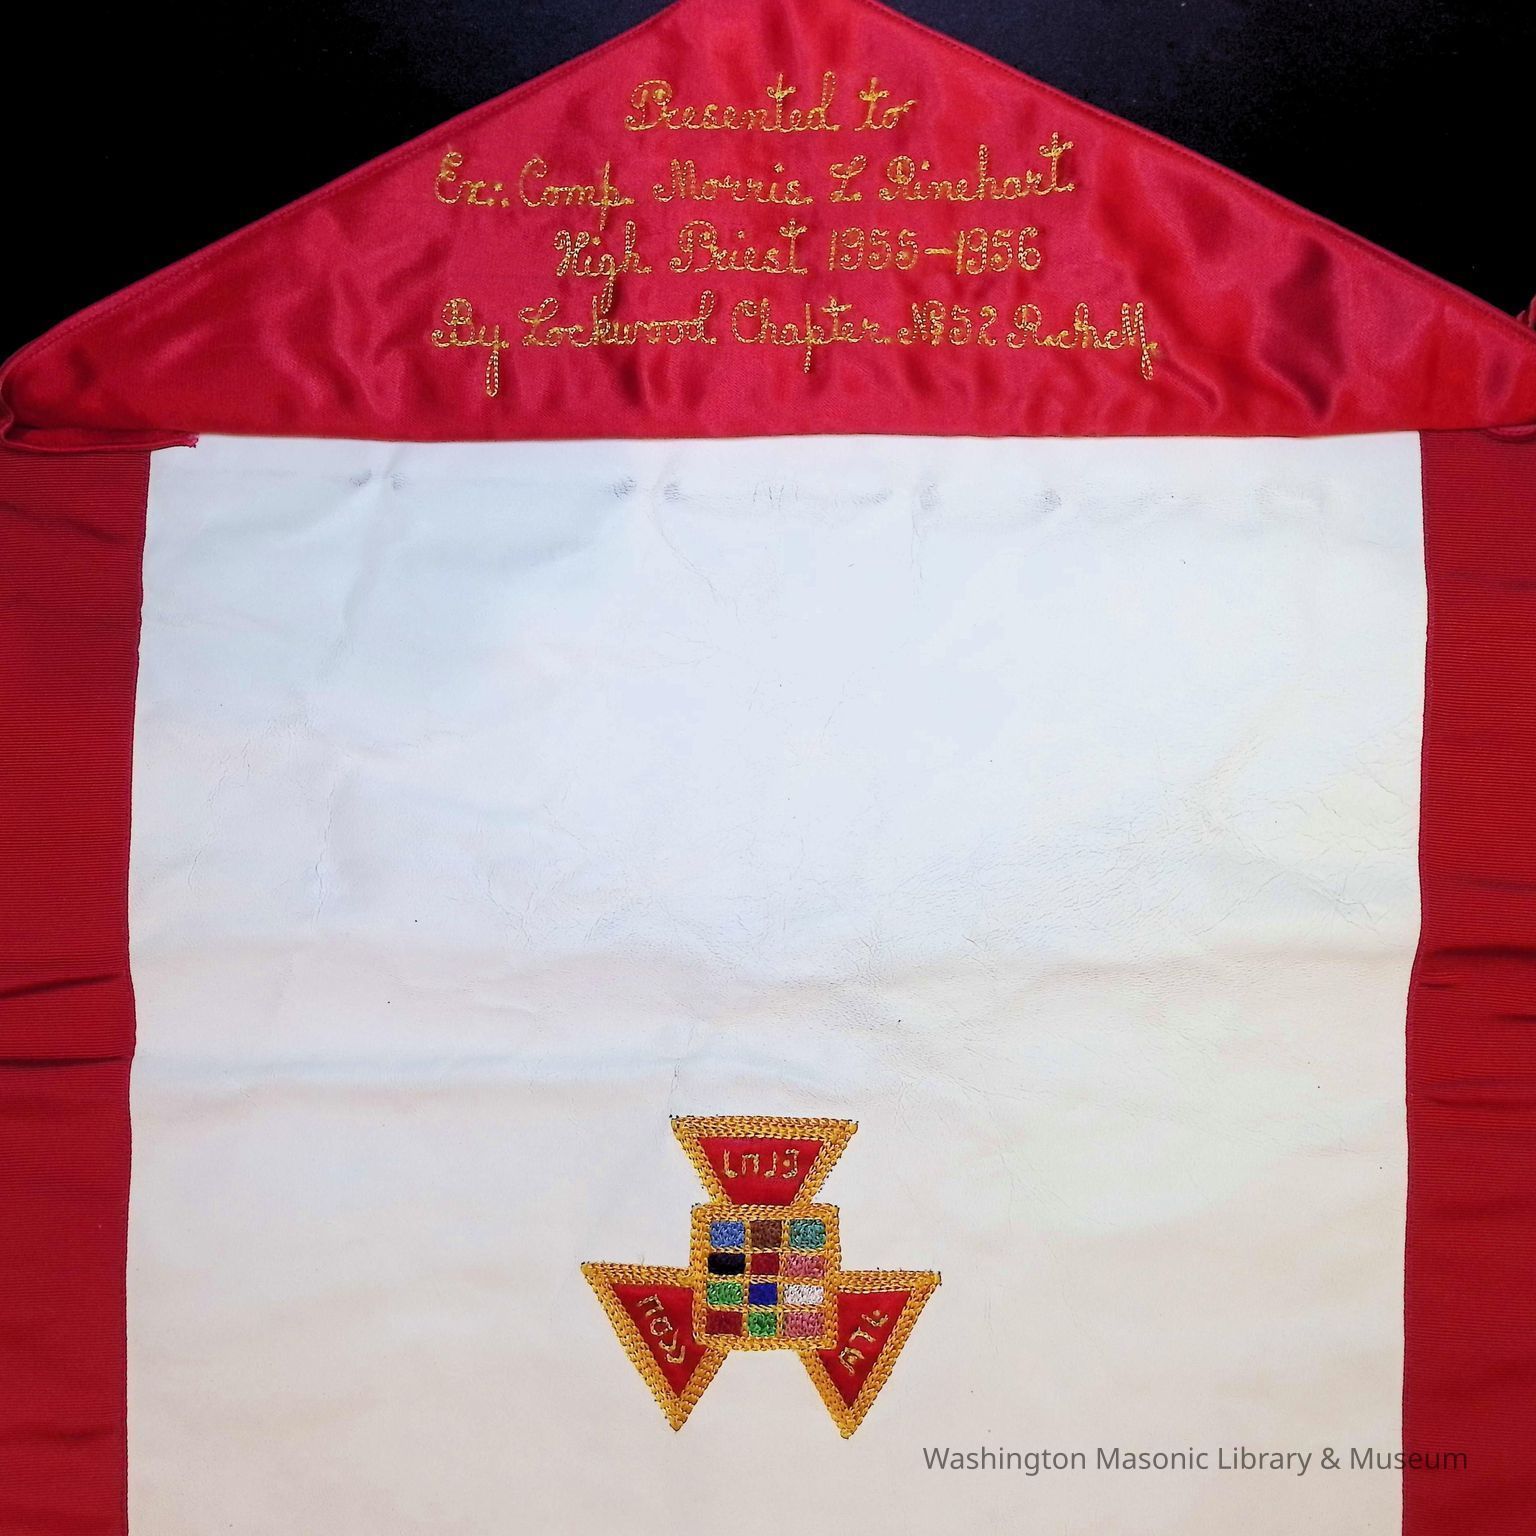 Presented to
Ex:. Comp. Morris L. Rinehart
High Priest 1955-1956
By Lockwood Chapter No 52 R.A.M.
Washington Masonic Library & Museum